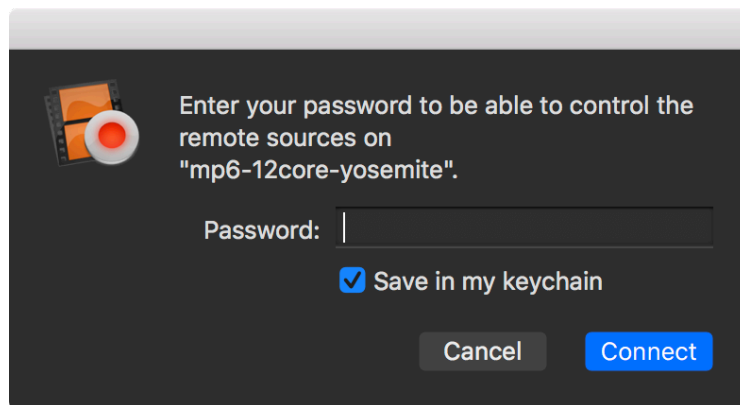 Enter your password to be able to control the
remote sources on
"mp6-12core-yosemite".
Password:
Save in my keychain
Cancel
Connect